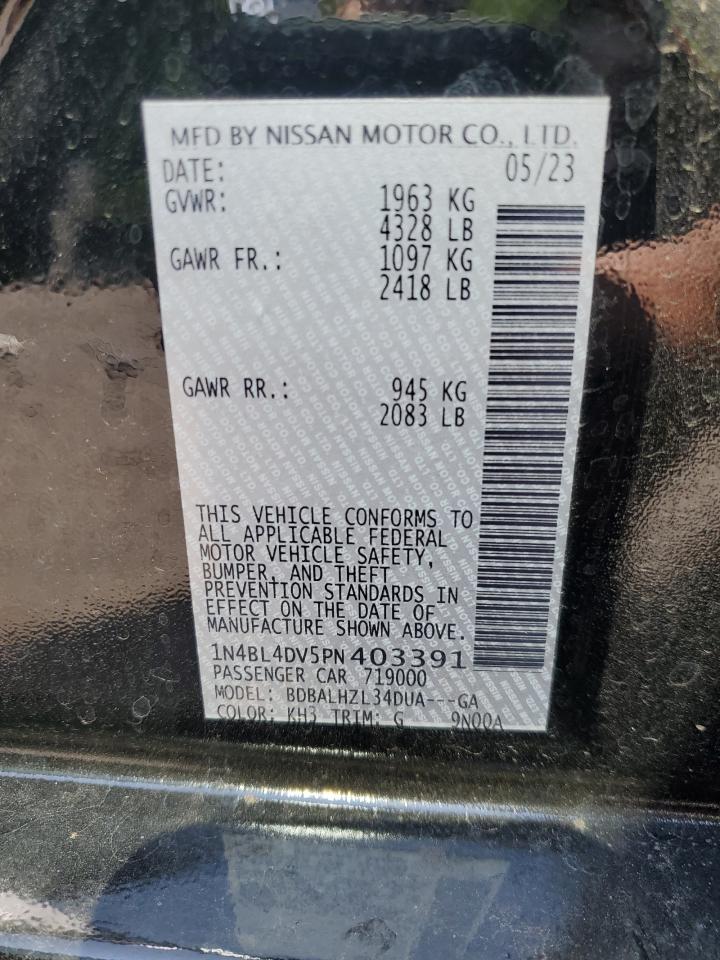 MFD BY NISSAN MOTOR CO., LTD.
DATE: 05/23
GVWR: 1963 KG
4328 LB
GAWR FR.: 1097 KG
2418 LB
GAWR RR.: 945 KG
2083 LB
THIS VEHICLE CONFORMS TO
ALL APPLICABLE FEDERAL
MOTOR VEHICLE SAFETY,
BUMPER, AND THEFT
PREVENTION STANDARDS IN
EFFECT ON THE DATE OF
MANUFACTURE SHOWN ABOVE.
1N4BL4DV5PN403391
PASSENGER CAR 719000
MODEL: BDBALHZL34DUA---GA
COLOR: KH3 TRIM: G 9N00A